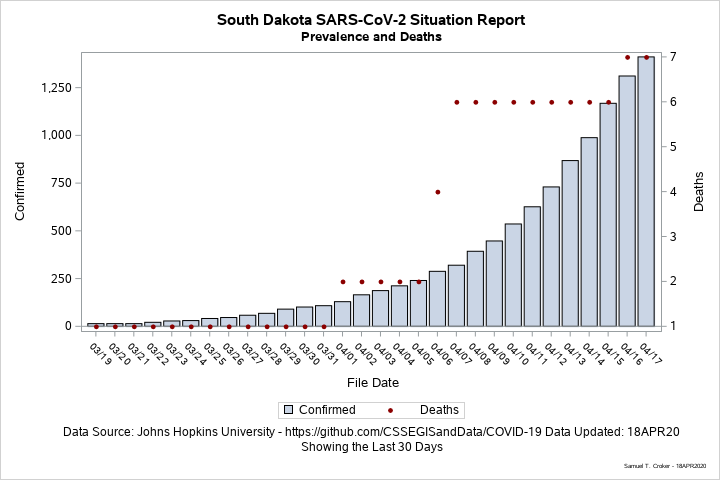 South Dakota SARS-CoV-2 Situation Report
Prevalence and Deaths
Confirmed
1,250
1,000
750
500
250
0
7
6
5
4
3
2
1
Deaths
03/19 03/20 03/21 03/22 03/23 03/24 03/25 03/26 03/27 03/28 03/29 03/30 03/31 04/01 04/02 04/03 04/04 04/05 04/06 04/07 04/08 04/09 04/10 04/11 04/12 04/13 04/14 04/15 04/16 04/17
File Date
Confirmed Deaths
Data Source: Johns Hopkins University - https://github.com/CSSEGISandData/COVID-19 Data Updated: 18APR20
Showing the Last 30 Days
Samuel T. Croker - 18APR2020